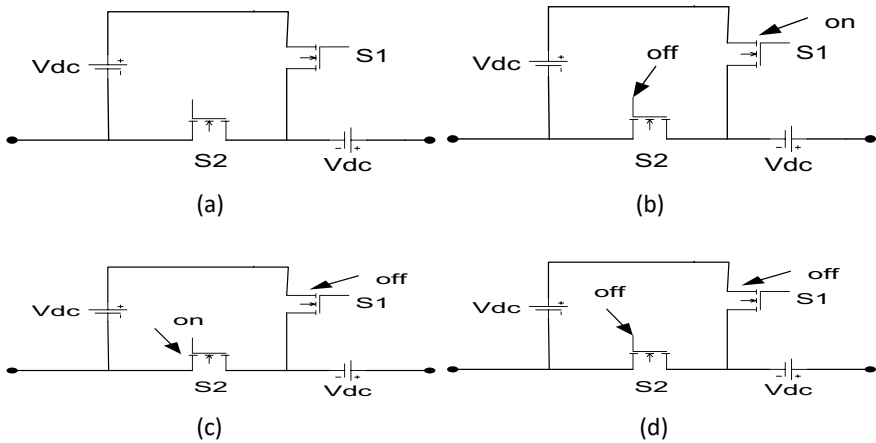 Vdc
+
-
S1
S2
- +
Vdc
(a)
on
Vdc
+
-
off
S1
S2
- +
Vdc
(b)
off
Vdc
+
-
on
S1
S2
- +
Vdc
(c)
off
Vdc
+
-
off
S1
S2
- +
Vdc
(d)